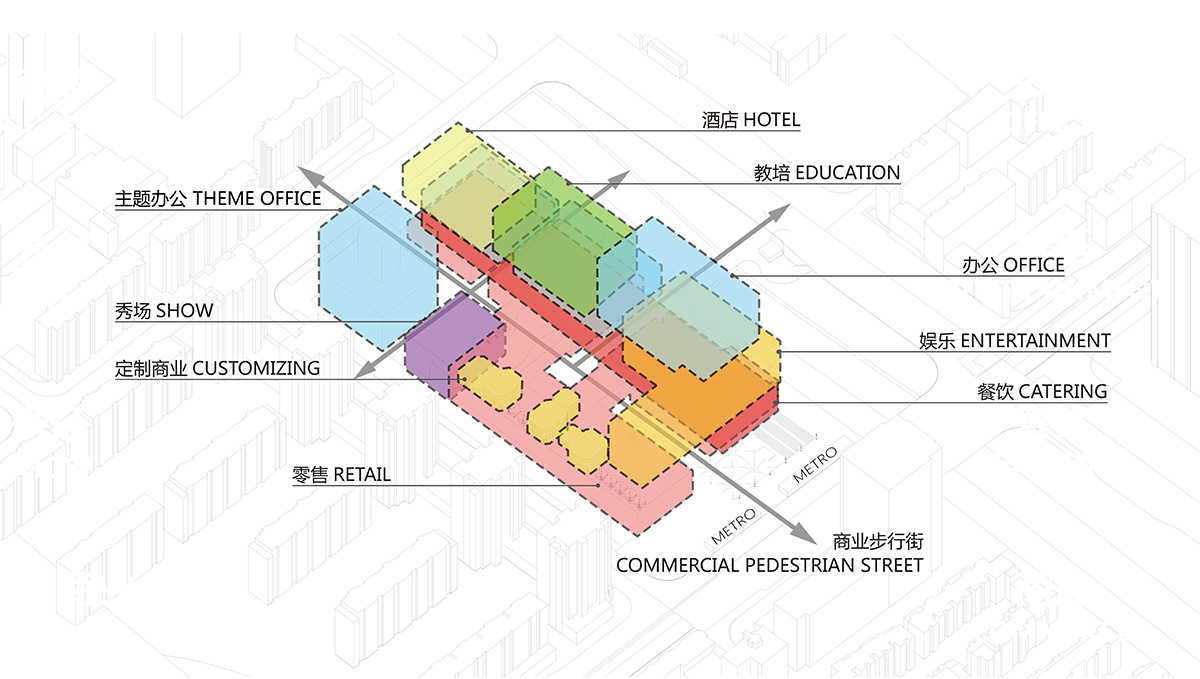 酒店 HOTEL
教培 EDUCATION
主题办公 THEME OFFICE
办公 OFFICE
秀场 SHOW
娱乐 ENTERTAINMENT
定制商业 CUSTOMIZING
餐饮 CATERING
零售 RETAIL
METRO
METRO
商业步行街
COMMERCIAL PEDESTRIAN STREET